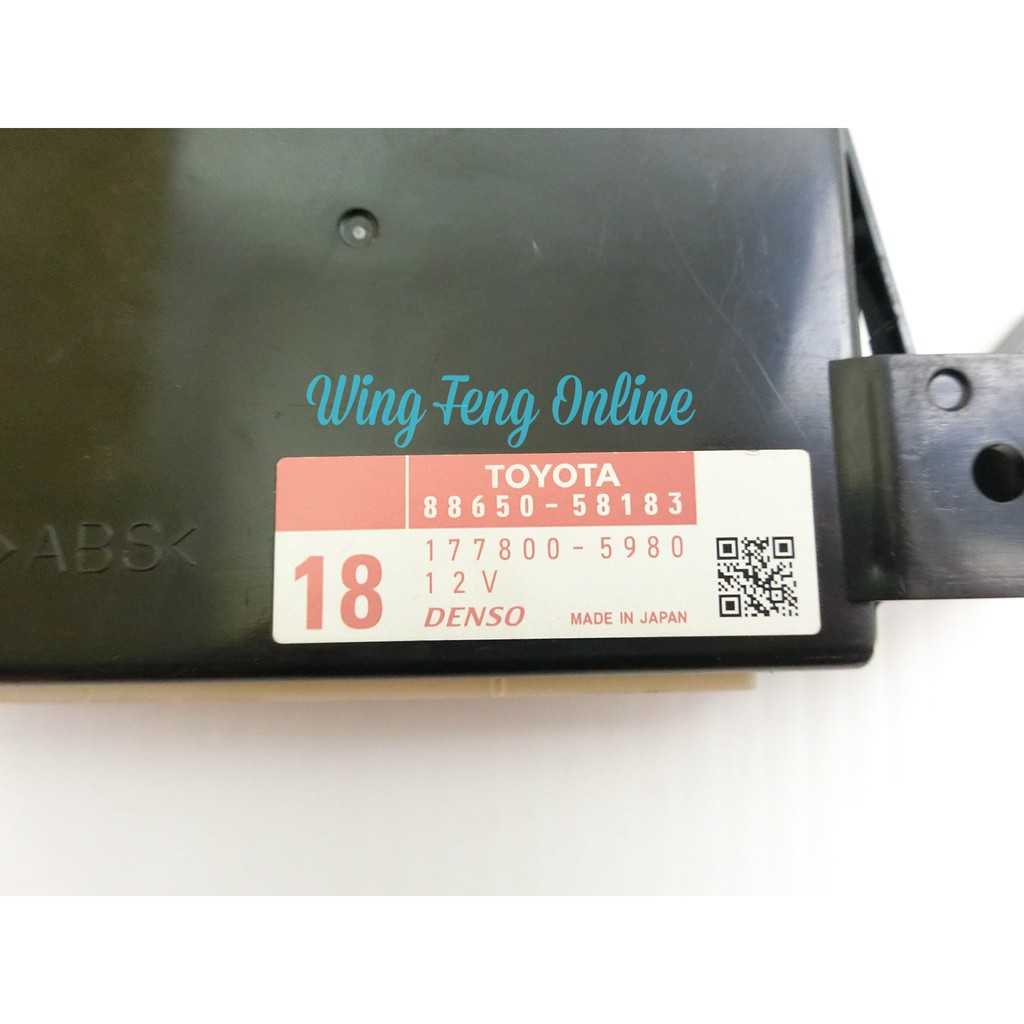 Wing Feng Online
TOYOTA
88650-58183
>ABS<
18
177800-5980
12V
DENSO MADE IN JAPAN